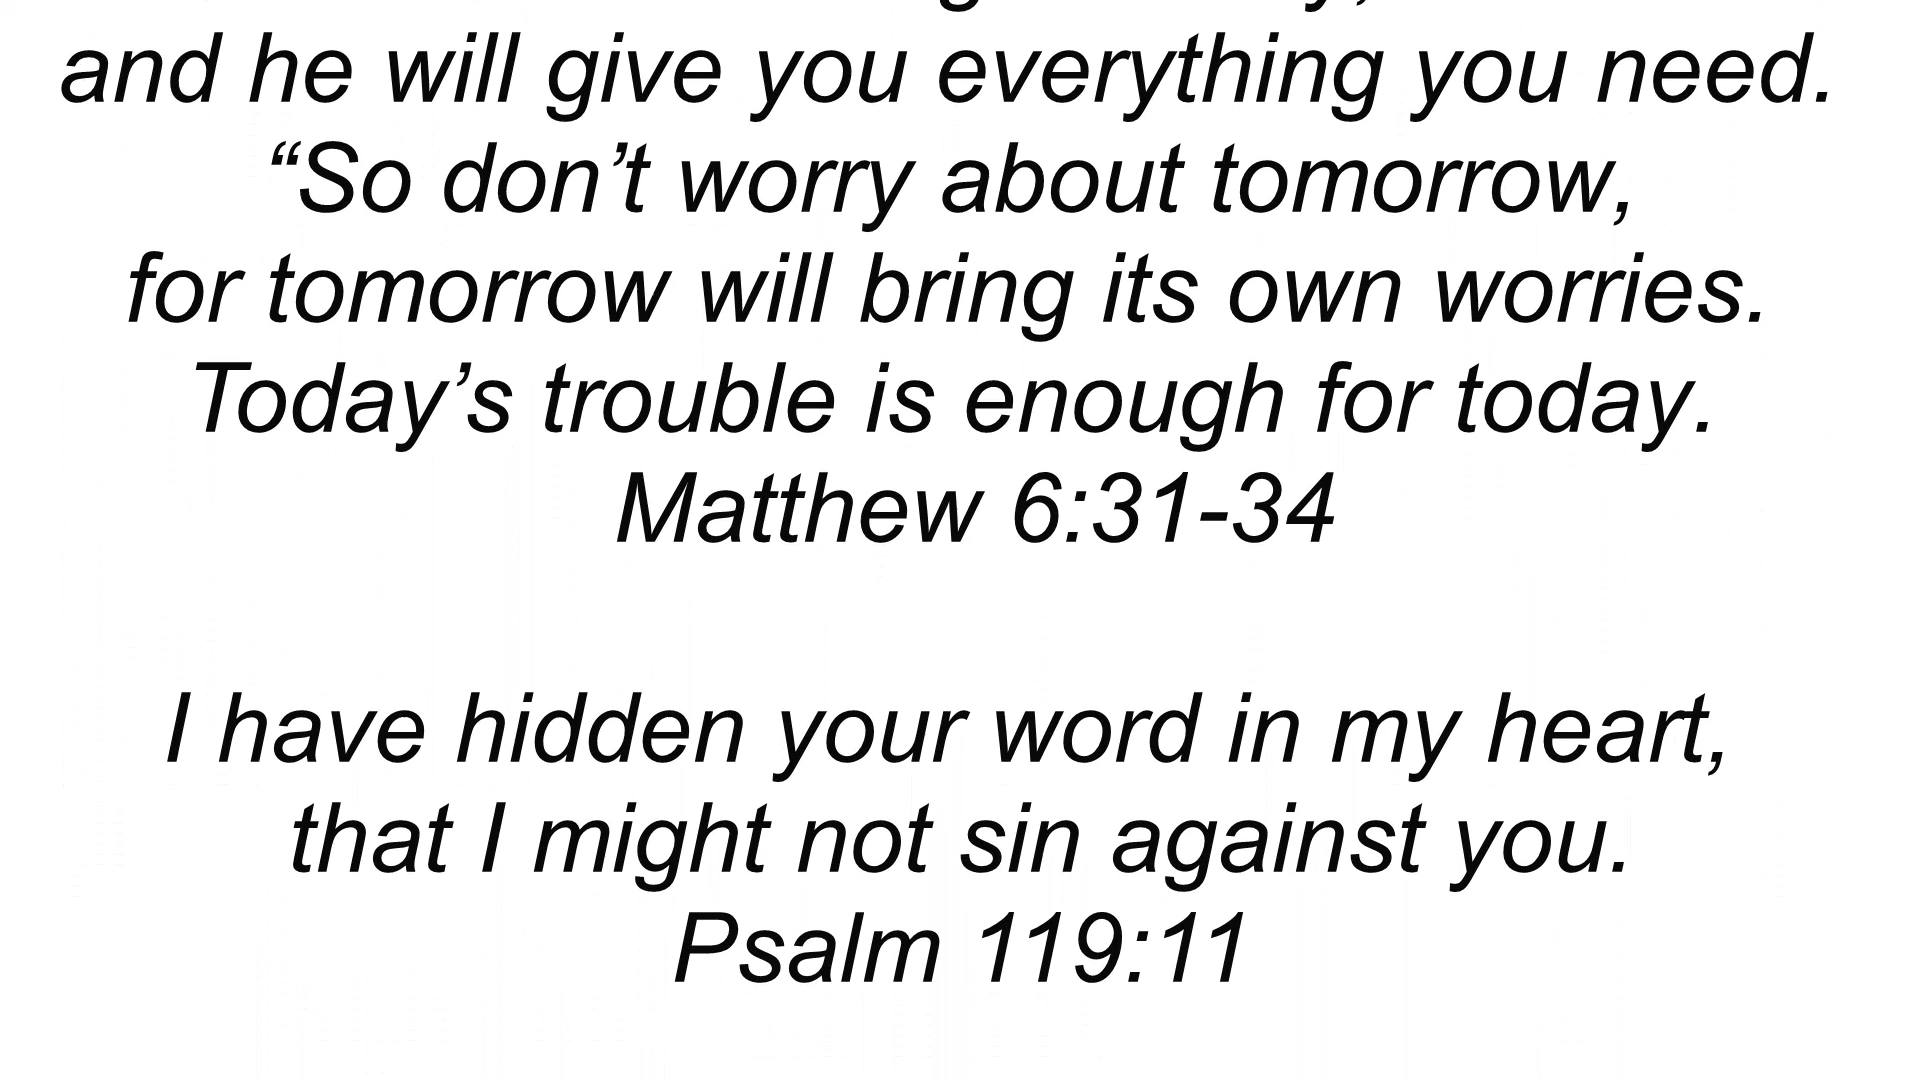 and he will give you everything you need.
“So don’t worry about tomorrow,
for tomorrow will bring its own worries.
Today’s trouble is enough for today.
Matthew 6:31-34
I have hidden your word in my heart,
that I might not sin against you.
Psalm 119:11